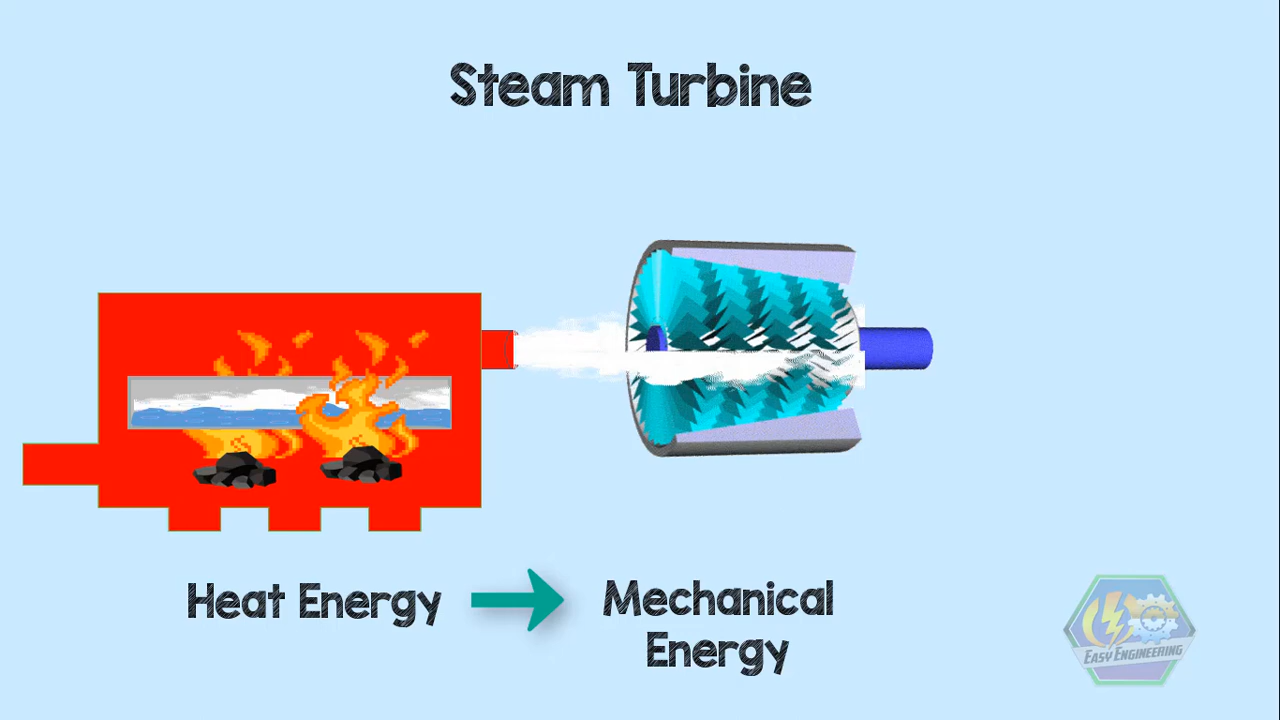 Steam Turbine
Heat Energy
Mechanical
Energy
EASY ENGINEERING